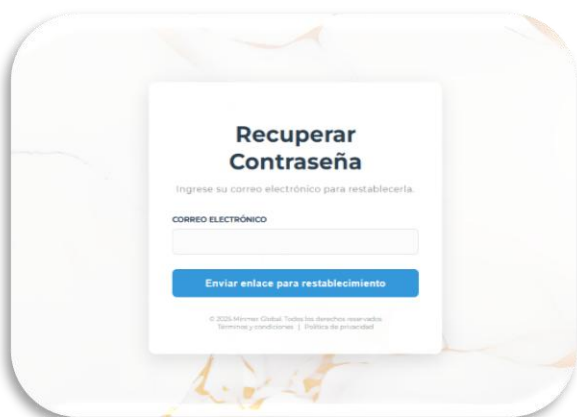 Recuperar
Contraseña
Ingrese su correo electrónico para restablecerla.
CORREO ELECTRÓNICO
Enviar enlace para restablecimiento
© 2025 Minmer Global. Todos los derechos reservados
Términos y condiciones | Política de privacidad